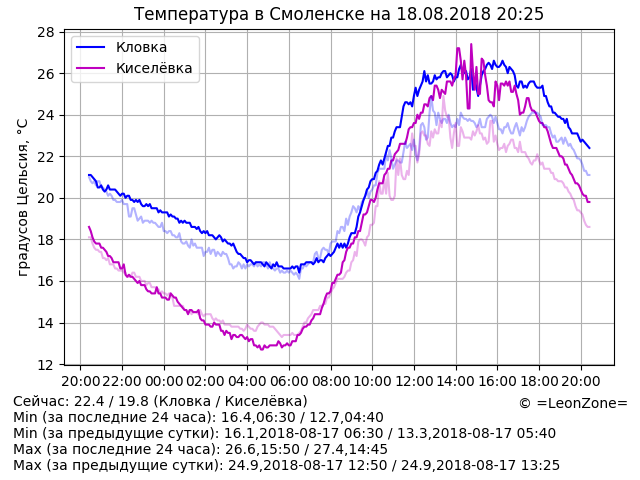 Температура в Смоленске на 18.08.2018 20:25
Кловка
Киселёвка
градусов Цельсия, °C
28
26
24
22
20
18
16
14
12
20:00 22:00 00:00 02:00 04:00 06:00 08:00 10:00 12:00 14:00 16:00 18:00 20:00
Сейчас: 22.4 / 19.8 (Кловка / Киселёвка)
© =LeonZone=
Min (за последние 24 часа): 16.4,06:30 / 12.7,04:40
Min (за предыдущие сутки): 16.1,2018-08-17 06:30 / 13.3,2018-08-17 05:40
Max (за последние 24 часа): 26.6,15:50 / 27.4,14:45
Max (за предыдущие сутки): 24.9,2018-08-17 12:50 / 24.9,2018-08-17 13:25